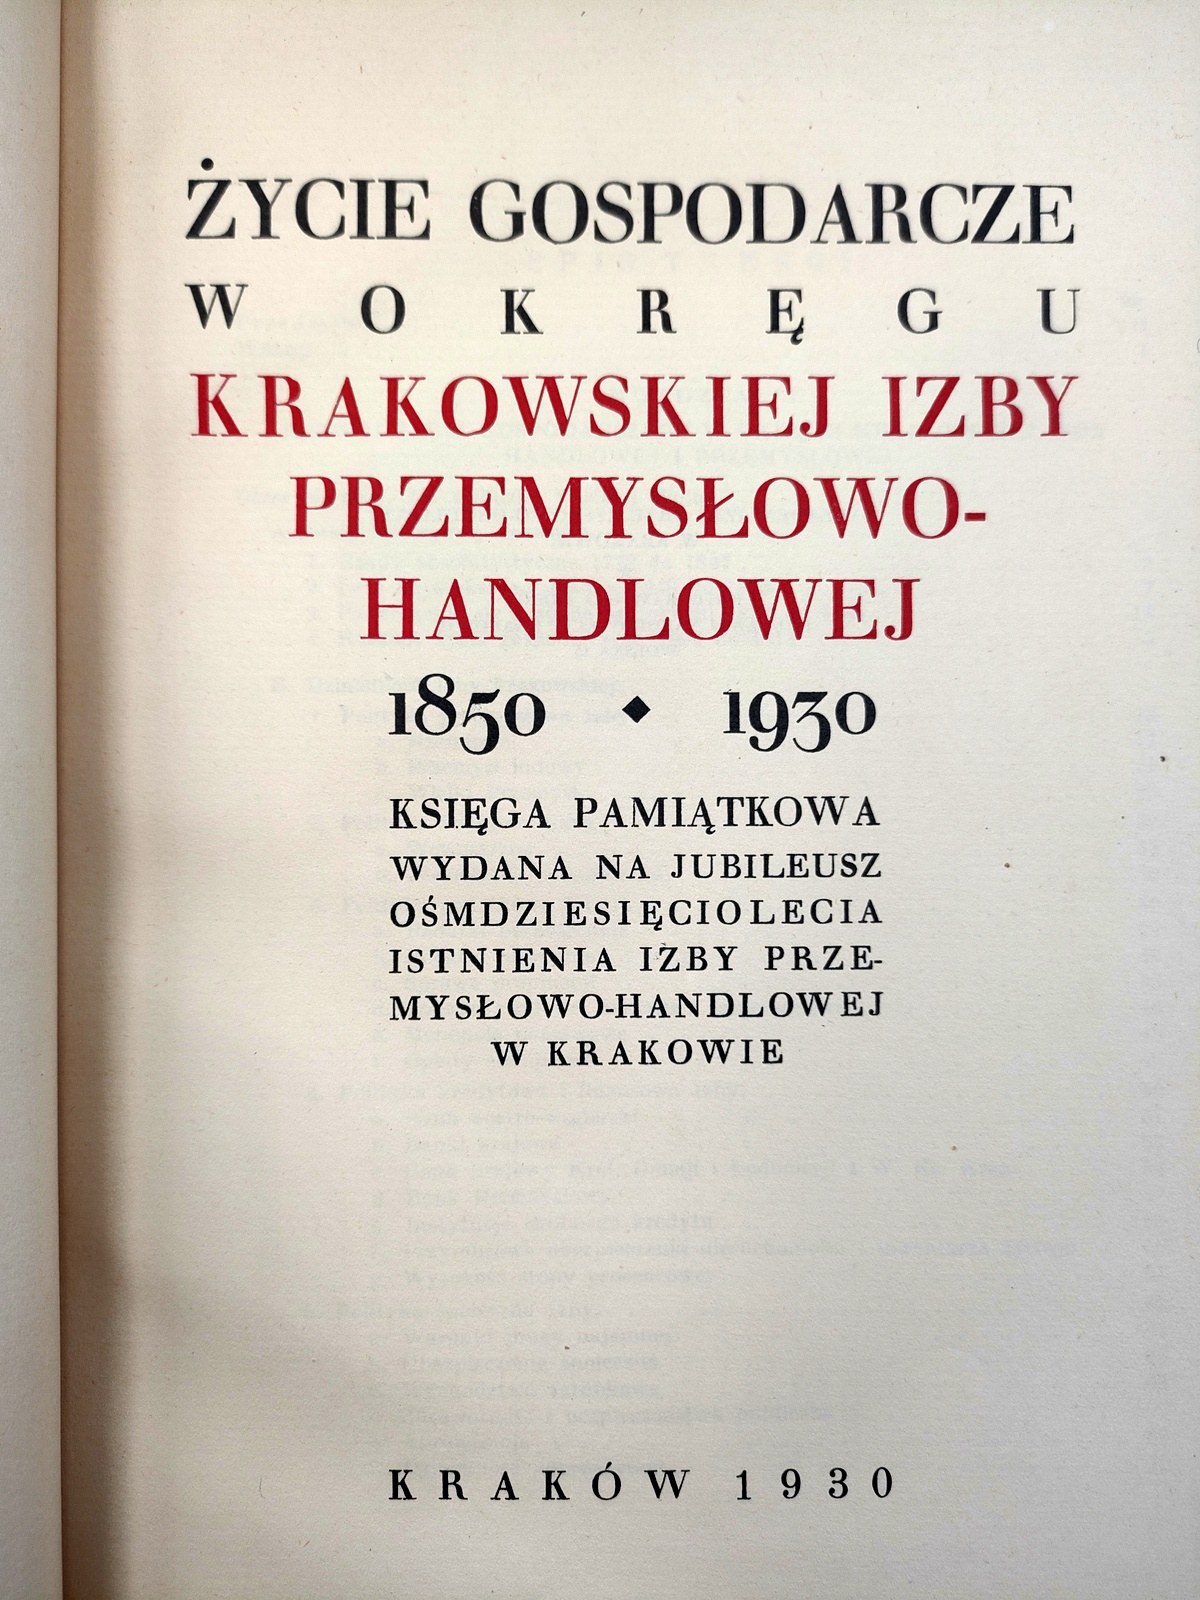 ŻYCIE GOSPODARCZE
W OKRĘGU
KRAKOWSKIEJ IZBY
PRZEMYSŁOWO-
HANDLOWEJ
1850 ◆ 1930
KSIĘGA PAMIĄTKOWA
WYDANA NA JUBILEUSZ
OŚMDZIESIĘCIOLECIA
ISTNIENIA IZBY PRZE-
MYSŁOWO-HANDLOWEJ
W KRAKOWIE
KRAKÓW 1930